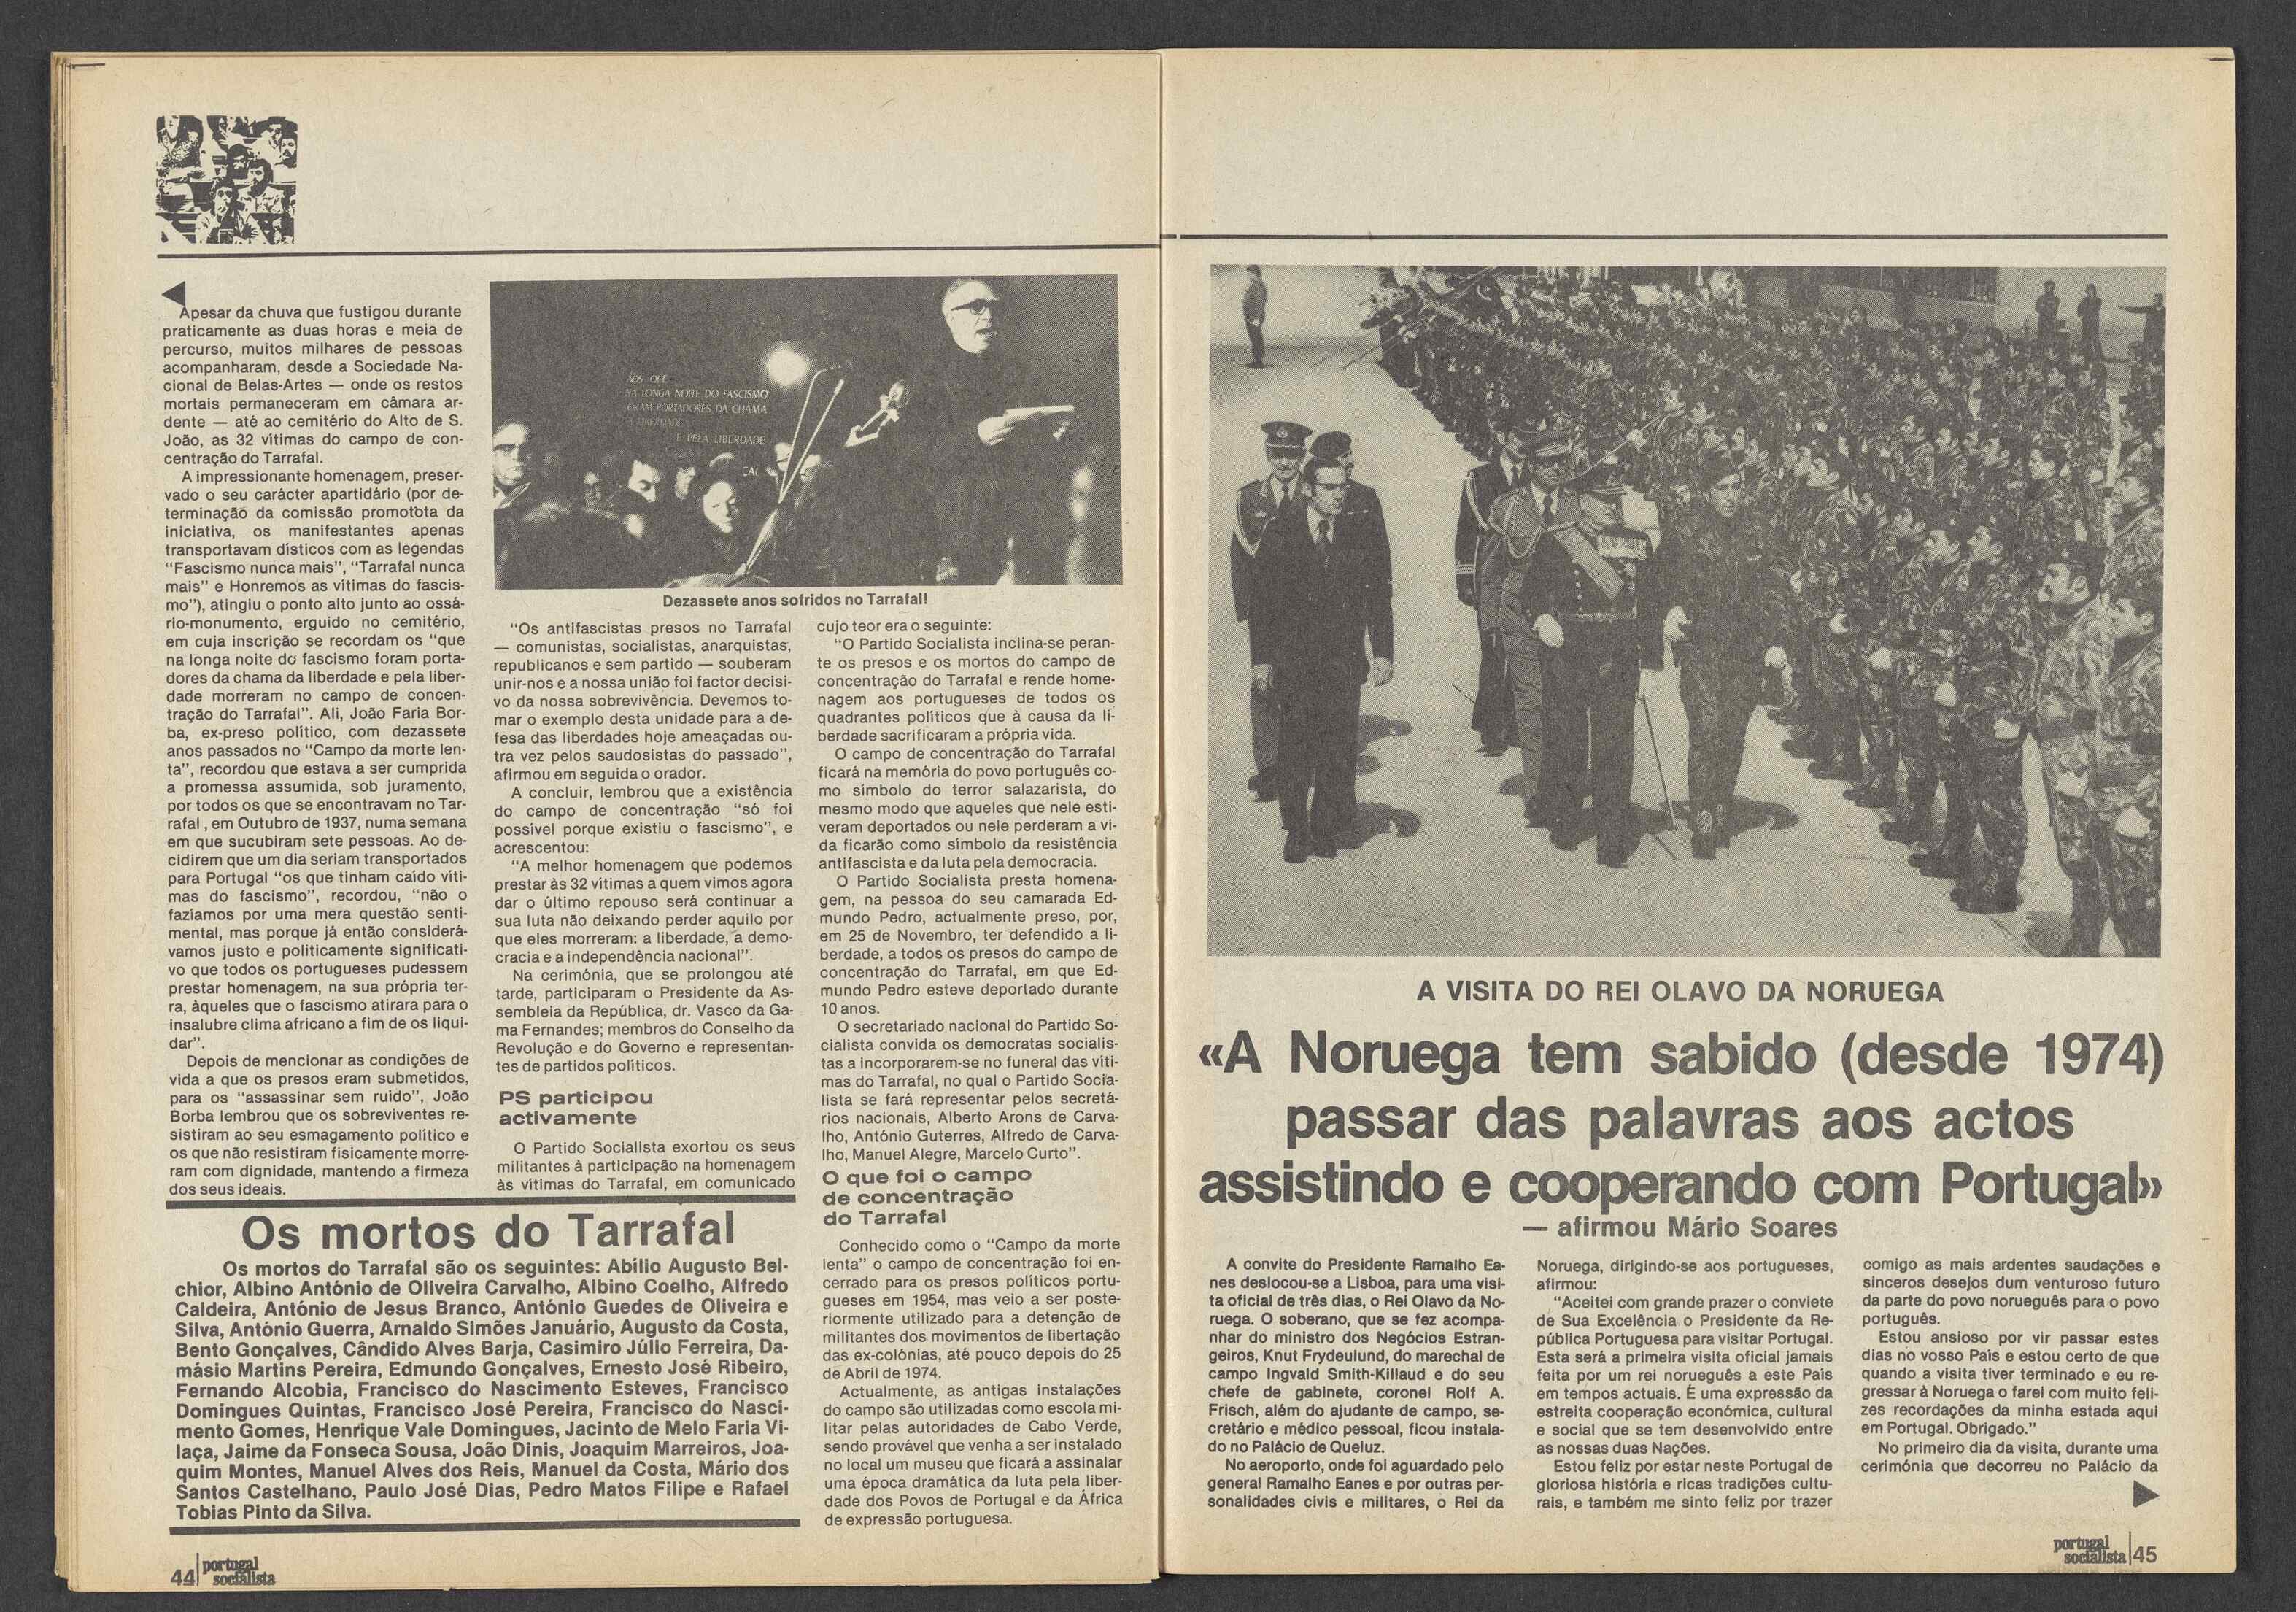 Apesar da chuva que fustigou durante
praticamente as duas horas e meia de
percurso, muitos milhares de pessoas
acompanharam, desde a Sociedade Na-
cional de Belas-Artes — onde os restos
mortais permaneceram em câmara ar-
dente — até ao cemitério do Alto de S.
João, as 32 vítimas do campo de con-
centração do Tarrafal.
A impressionante homenagem, preser-
vado o seu carácter apartidário (por de-
terminação da comissão promotota da
iniciativa, os manifestantes apenas
transportavam dísticos com as legendas
"Fascismo nunca mais", "Tarrafal nunca
mais" e Honremos as vítimas do fascis-
mo"), atingiu o ponto alto junto ao ossá-
rio-monumento, erguido no cemitério,
em cuja inscrição se recordam os "que
na longa noite do fascismo foram porta-
dores da chama da liberdade e pela liber-
dade morreram no campo de concen-
tração do Tarrafal". Ali, João Faria Bor-
ba, ex-preso político, com dezassete
anos passados no "Campo da morte len-
ta", recordou que estava a ser cumprida
a promessa assumida, sob juramento,
por todos os que se encontravam no Tar-
rafal , em Outubro de 1937, numa semana
em que sucubiram sete pessoas. Ao de-
cidirem que um dia seriam transportados
para Portugal "os que tinham caído víti-
mas do fascismo", recordou, "não o
fazíamos por uma mera questão senti-
mental, mas porque já então considerá-
vamos justo e politicamente significati-
vo que todos os portugueses pudessem
prestar homenagem, na sua própria ter-
ra, àqueles que o fascismo atirara para o
insalubre clima africano a fim de os liqui-
dar".
Depois de mencionar as condições de
vida a que os presos eram submetidos,
para os "assassinar sem ruído", João
Borba lembrou que os sobreviventes re-
sistiram ao seu esmagamento político e
os que não resistiram fisicamente morre-
ram com dignidade, mantendo a firmeza
dos seus ideais.
AOS QUE
NA LONGA NOITE DO FASCISMO
FORAM PORTADORES DA CHAMA
E PELA LIBERDADE
Dezassete anos sofridos no Tarrafal!
"Os antifascistas presos no Tarrafal
— comunistas, socialistas, anarquistas,
republicanos e sem partido — souberam
unir-nos e a nossa união foi factor decisi-
vo da nossa sobrevivência. Devemos to-
mar o exemplo desta unidade para a de-
fesa das liberdades hoje ameaçadas ou-
tra vez pelos saudosistas do passado",
afirmou em seguida o orador.
A concluir, lembrou que a existência
do campo de concentração "só foi
possível porque existiu o fascismo", e
acrescentou:
"A melhor homenagem que podemos
prestar às 32 vítimas a quem vimos agora
dar o último repouso será continuar a
sua luta não deixando perder aquilo por
que eles morreram: a liberdade, a demo-
cracia e a independência nacional".
Na cerimónia, que se prolongou até
tarde, participaram o Presidente da As-
sembleia da República, dr. Vasco da Ga-
ma Fernandes; membros do Conselho da
Revolução e do Governo e representan-
tes de partidos políticos.
PS participou
activamente
O Partido Socialista exortou os seus
militantes à participação na homenagem
às vítimas do Tarrafal, em comunicado
cujo teor era o seguinte:
"O Partido Socialista inclina-se peran-
te os presos e os mortos do campo de
concentração do Tarrafal e rende home-
nagem aos portugueses de todos os
quadrantes políticos que à causa da li-
berdade sacrificaram a própria vida.
O campo de concentração do Tarrafal
ficará na memória do povo português co-
mo símbolo do terror salazarista, do
mesmo modo que aqueles que nele esti-
veram deportados ou nele perderam a vi-
da ficarão como símbolo da resistência
antifascista e da luta pela democracia.
O Partido Socialista presta homena-
gem, na pessoa do seu camarada Ed-
mundo Pedro, actualmente preso, por,
em 25 de Novembro, ter defendido a li-
berdade, a todos os presos do campo de
concentração do Tarrafal, em que Ed-
mundo Pedro esteve deportado durante
10 anos.
O secretariado nacional do Partido So-
cialista convida os democratas socialis-
tas a incorporarem-se no funeral das víti-
mas do Tarrafal, no qual o Partido Socia-
lista se fará representar pelos secretá-
rios nacionais, Alberto Arons de Carva-
lho, António Guterres, Alfredo de Carva-
lho, Manuel Alegre, Marcelo Curto".
O que foi o campo
de concentração
do Tarrafal
Conhecido como o "Campo da morte
lenta" o campo de concentração foi en-
cerrado para os presos políticos portu-
gueses em 1954, mas veio a ser poste-
riormente utilizado para a detenção de
militantes dos movimentos de libertação
das ex-colónias, até pouco depois do 25
de Abril de 1974.
Actualmente, as antigas instalações
do campo são utilizadas como escola mi-
litar pelas autoridades de Cabo Verde,
sendo provável que venha a ser instalado
no local um museu que ficará a assinalar
uma época dramática da luta pela liber-
dade dos Povos de Portugal e da África
de expressão portuguesa.
Os mortos do Tarrafal
Os mortos do Tarrafal são os seguintes: Abílio Augusto Bel-
chior, Albino António de Oliveira Carvalho, Albino Coelho, Alfredo
Caldeira, António de Jesus Branco, António Guedes de Oliveira e
Silva, António Guerra, Arnaldo Simões Januário, Augusto da Costa,
Bento Gonçalves, Cândido Alves Barja, Casimiro Júlio Ferreira, Da-
másio Martins Pereira, Edmundo Gonçalves, Ernesto José Ribeiro,
Fernando Alcobia, Francisco do Nascimento Esteves, Francisco
Domingues Quintas, Francisco José Pereira, Francisco do Nasci-
mento Gomes, Henrique Vale Domingues, Jacinto de Melo Faria Vi-
laça, Jaime da Fonseca Sousa, João Dinis, Joaquim Marreiros, Joa-
quim Montes, Manuel Alves dos Reis, Manuel da Costa, Mário dos
Santos Castelhano, Paulo José Dias, Pedro Matos Filipe e Rafael
Tobias Pinto da Silva.
44 portugal
socialista
A VISITA DO REI OLAVO DA NORUEGA
«A Noruega tem sabido (desde 1974)
passar das palavras aos actos
assistindo e cooperando com Portugal»
— afirmou Mário Soares
A convite do Presidente Ramalho Ea-
nes deslocou-se a Lisboa, para uma visi-
ta oficial de três dias, o Rei Olavo da No-
ruega. O soberano, que se fez acompa-
nhar do ministro dos Negócios Estran-
geiros, Knut Frydeulund, do marechal de
campo Ingvald Smith-Killaud e do seu
chefe de gabinete, coronel Rolf A.
Frisch, além do ajudante de campo, se-
cretário e médico pessoal, ficou instala-
do no Palácio de Queluz.
No aeroporto, onde foi aguardado pelo
general Ramalho Eanes e por outras per-
sonalidades civis e militares, o Rei da
Noruega, dirigindo-se aos portugueses,
afirmou:
"Aceitei com grande prazer o conviete
de Sua Excelência o Presidente da Re-
pública Portuguesa para visitar Portugal.
Esta será a primeira visita oficial jamais
feita por um rei norueguês a este País
em tempos actuais. É uma expressão da
estreita cooperação económica, cultural
e social que se tem desenvolvido entre
as nossas duas Nações.
Estou feliz por estar neste Portugal de
gloriosa história e ricas tradições cultu-
rais, e também me sinto feliz por trazer
comigo as mais ardentes saudações e
sinceros desejos dum venturoso futuro
da parte do povo norueguês para o povo
português.
Estou ansioso por vir passar estes
dias no vosso País e estou certo de que
quando a visita tiver terminado e eu re-
gressar à Noruega o farei com muito feli-
zes recordações da minha estada aqui
em Portugal. Obrigado."
No primeiro dia da visita, durante uma
cerimónia que decorreu no Palácio da
portugal
socialista 45